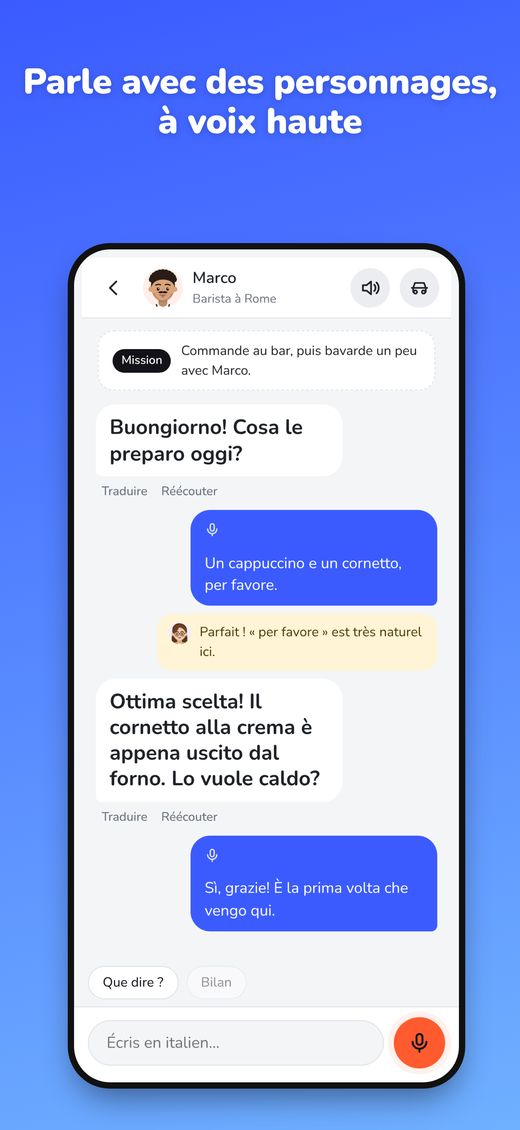 Parle avec des personnages,
à voix haute
Marco
Barista à Rome
Mission
Commande au bar, puis bavarde un peu
avec Marco.
Buongiorno! Cosa le
preparo oggi?
Traduire Réécouter
Un cappuccino e un cornetto,
per favore.
Parfait ! « per favore » est très naturel
ici.
Ottima scelta! Il
cornetto alla crema è
appena uscito dal
forno. Lo vuole caldo?
Traduire Réécouter
Sì, grazie! È la prima volta che
vengo qui.
Que dire ? Bilan
Écris en italien...